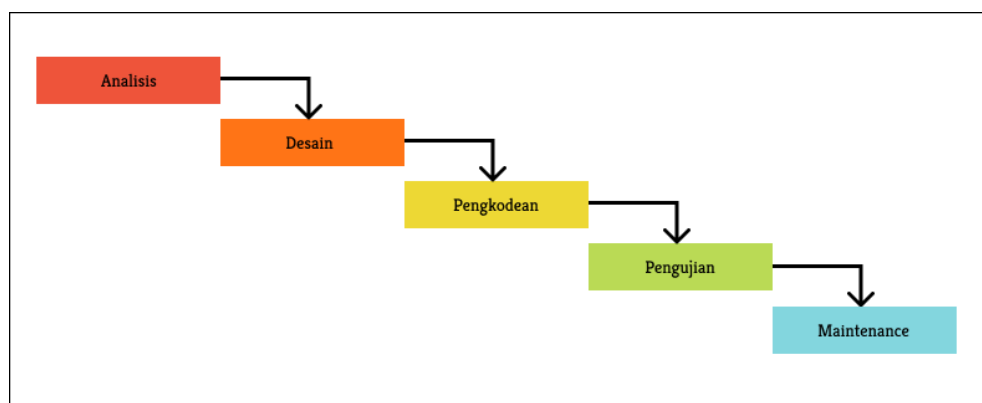 Analisis
Desain
Pengkodean
Pengujian
Maintenance